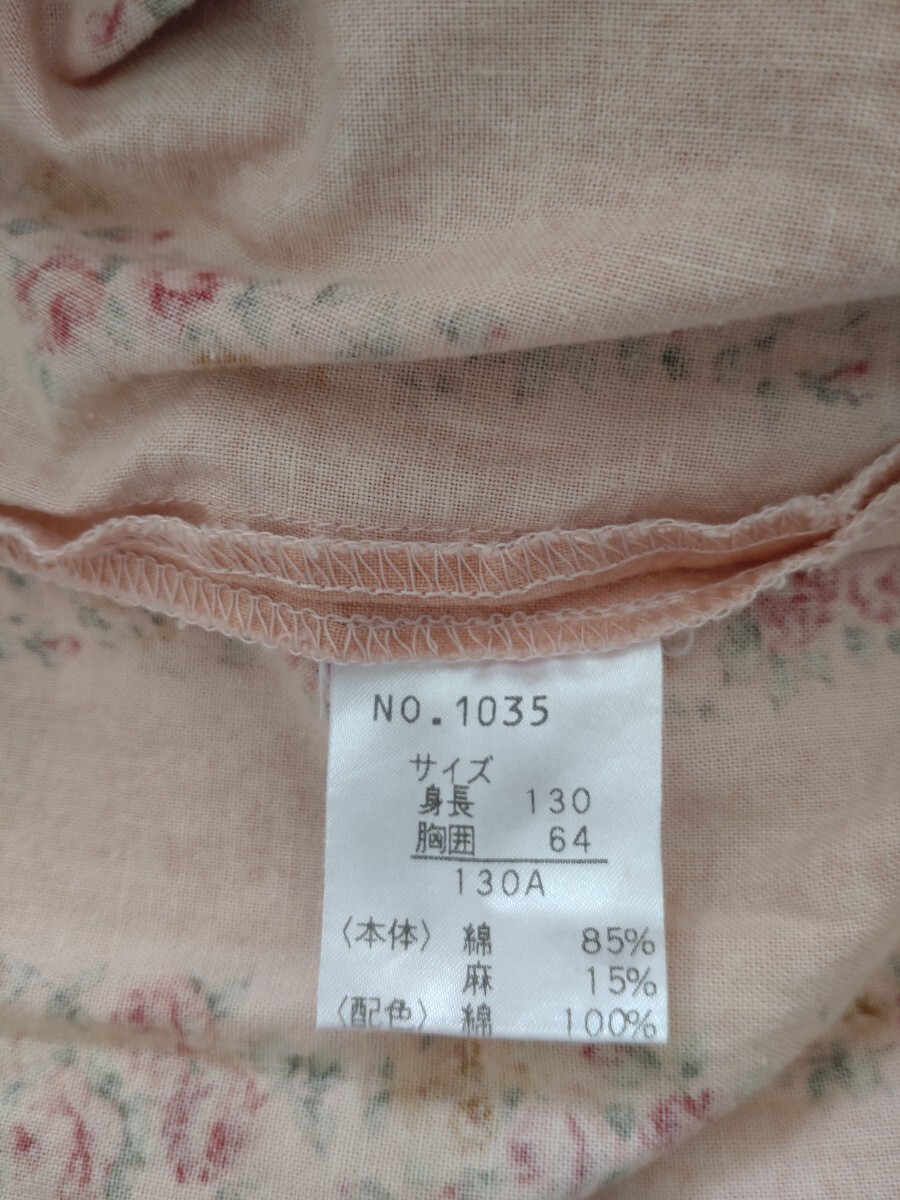 NO.1035
サイズ
身長 130
胸囲 64
130A
〈本体〉 綿 85%
麻 15%
〈配色〉 綿 100%